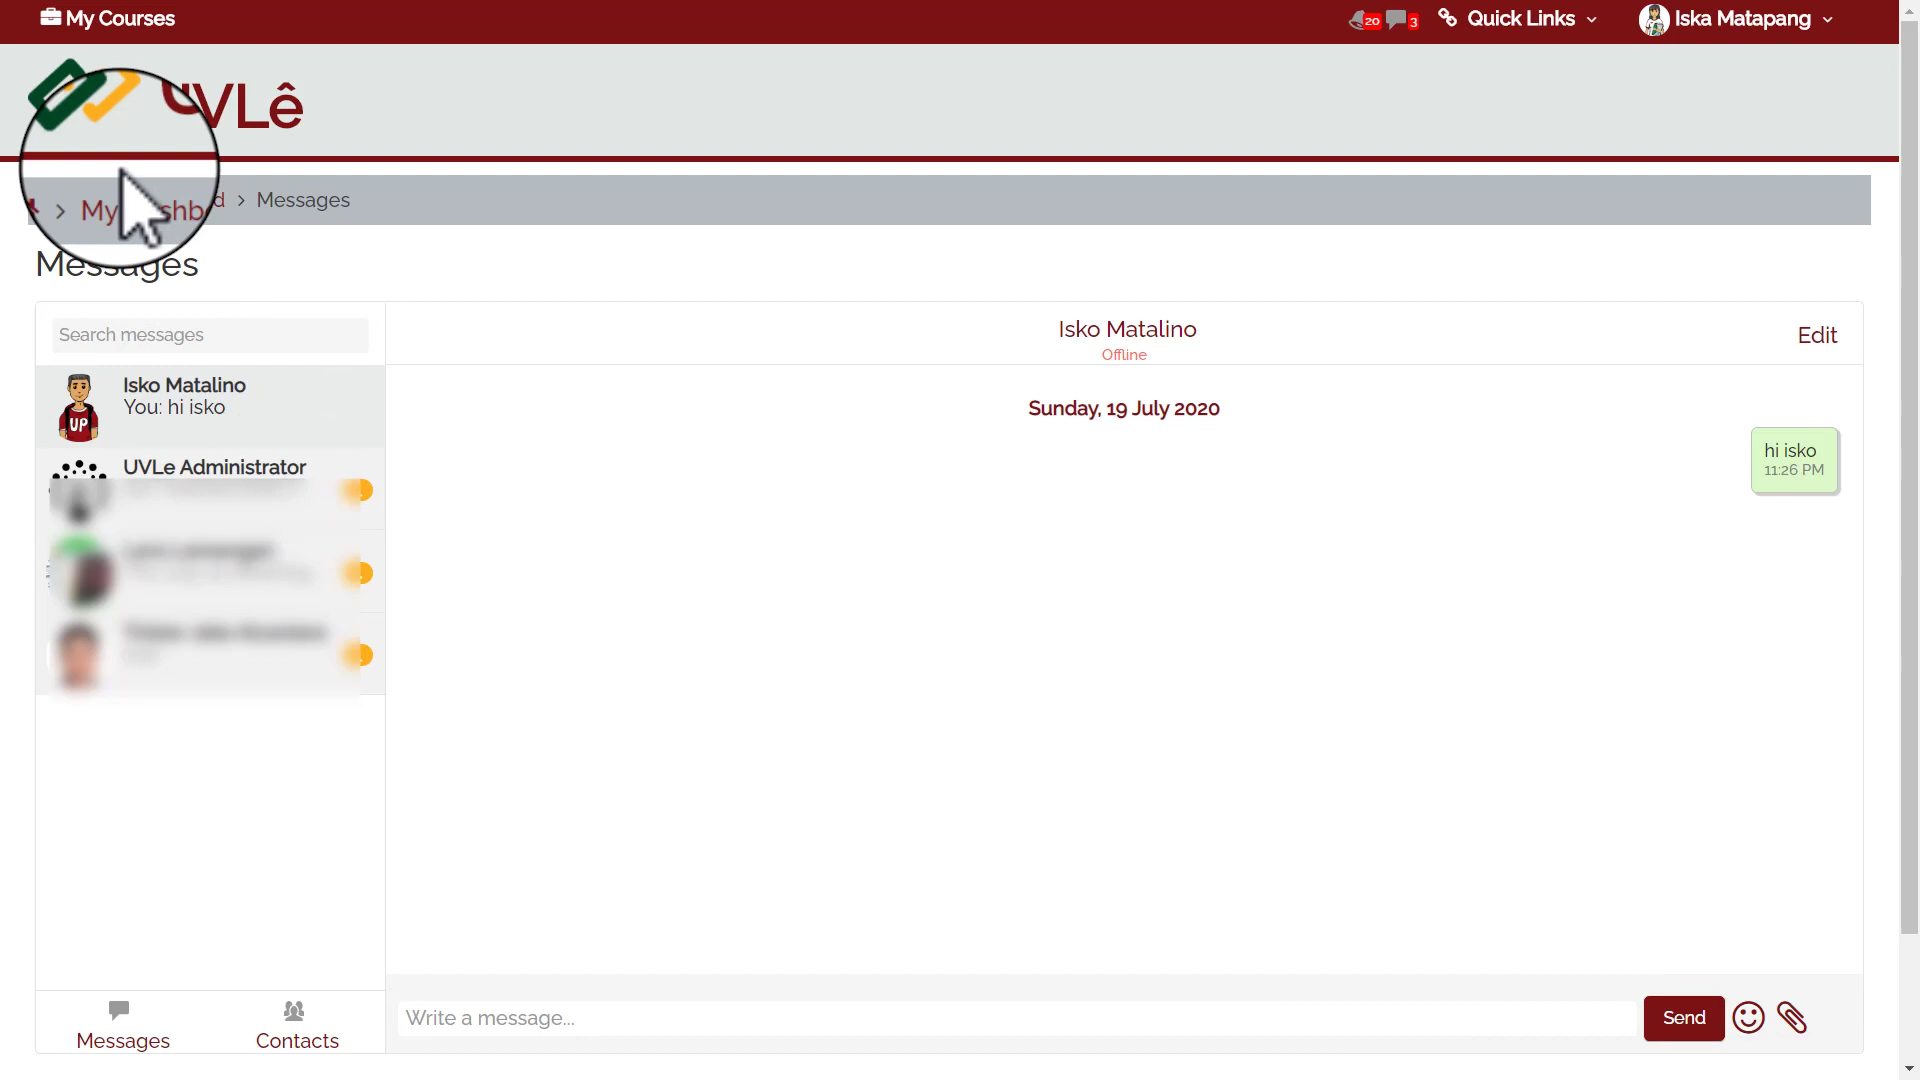 My Courses
20
3
Quick Links
Iska Matapang
UVLê
My Dashboard > Messages
Messages
Search messages
Isko Matalino
Offline
Edit
Isko Matalino
You: hi isko
Sunday, 19 July 2020
hi isko
11:26 PM
UVLe Administrator
Messages
Contacts
Write a message...
Send